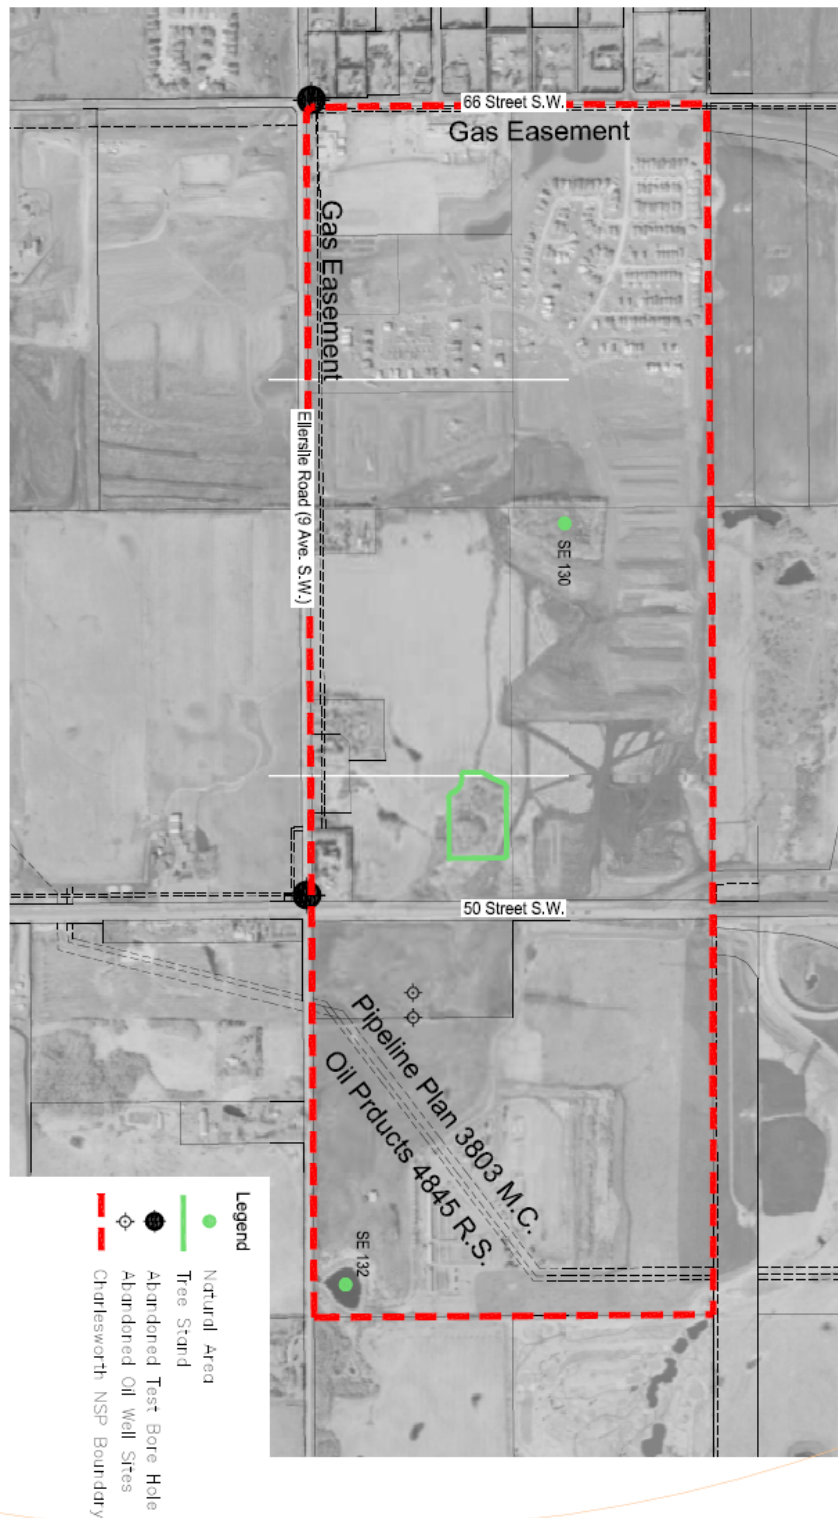 66 Street S.W.
Gas Easement
Gas Easement
Ellerslie Road (9 Ave. S.W.)
SE 130
50 Street S.W.
Pipeline Plan 3803 M.C.
Oil Prducts 4845 R.S.
SE 132
Legend
Natural Area
Tree Stand
Abandoned Test Bore Hole
Abandoned Oil Well Sites
Charlesworth NSP Boundary